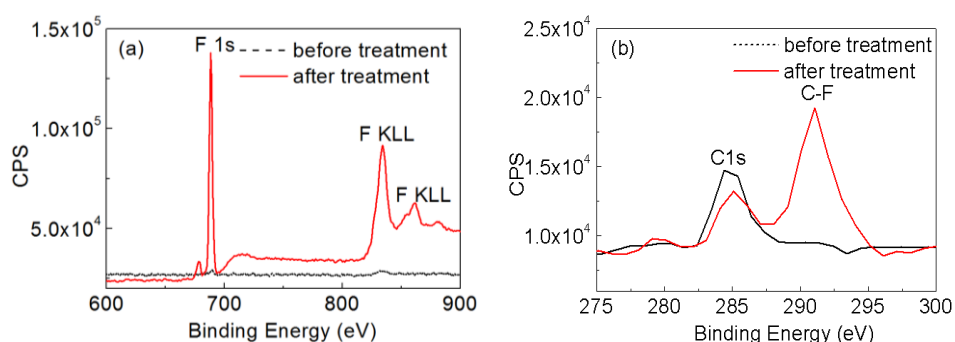 (a)
F 1s
before treatment
after treatment
F KLL
F KLL
1.5x10⁵
1.0x10⁵
5.0x10⁴
CPS
600 700 800 900
Binding Energy (eV)
(b)
before treatment
after treatment
C-F
C1s
2.5x10⁴
2.0x10⁴
1.5x10⁴
1.0x10⁴
CPS
275 280 285 290 295 300
Binding Energy (eV)